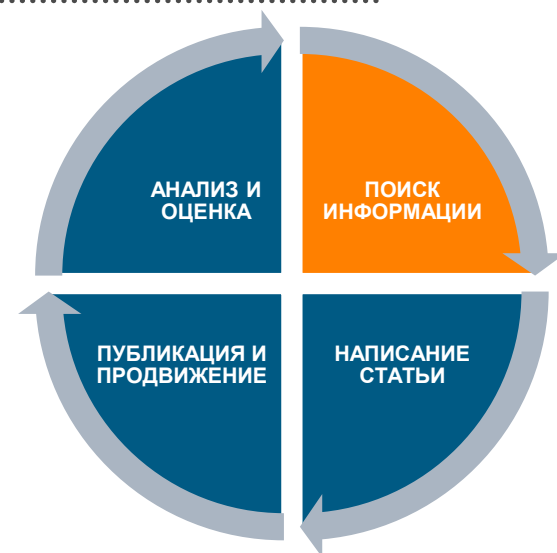 АНАЛИЗ И
ОЦЕНКА
ПОИСК
ИНФОРМАЦИИ
ПУБЛИКАЦИЯ И
ПРОДВИЖЕНИЕ
НАПИСАНИЕ
СТАТЬИ